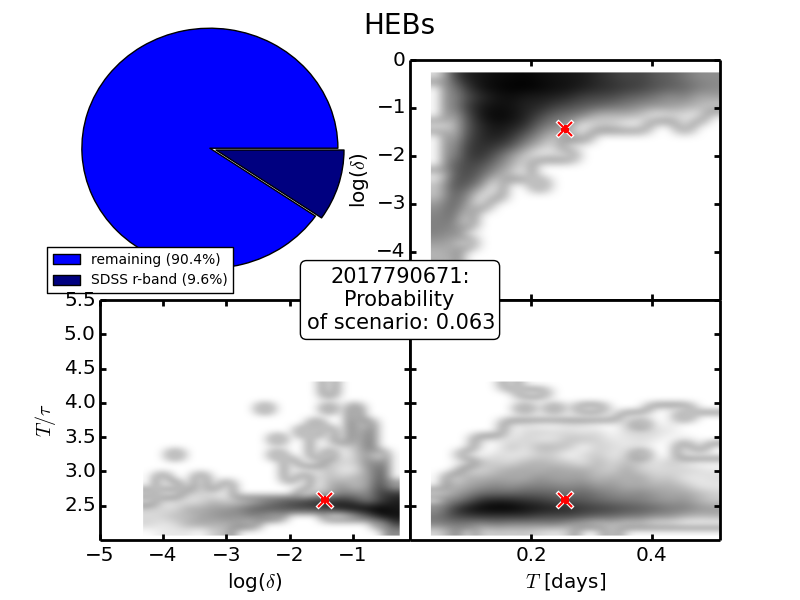 HEBs
0
−1
−2
−3
−4
log(δ)
remaining (90.4%)
SDSS r-band (9.6%)
2017790671:
Probability
of scenario: 0.063
5.5
5.0
4.5
4.0
3.5
3.0
2.5
T/τ
−5 −4 −3 −2 −1
0.2 0.4
log(δ)
T [days]